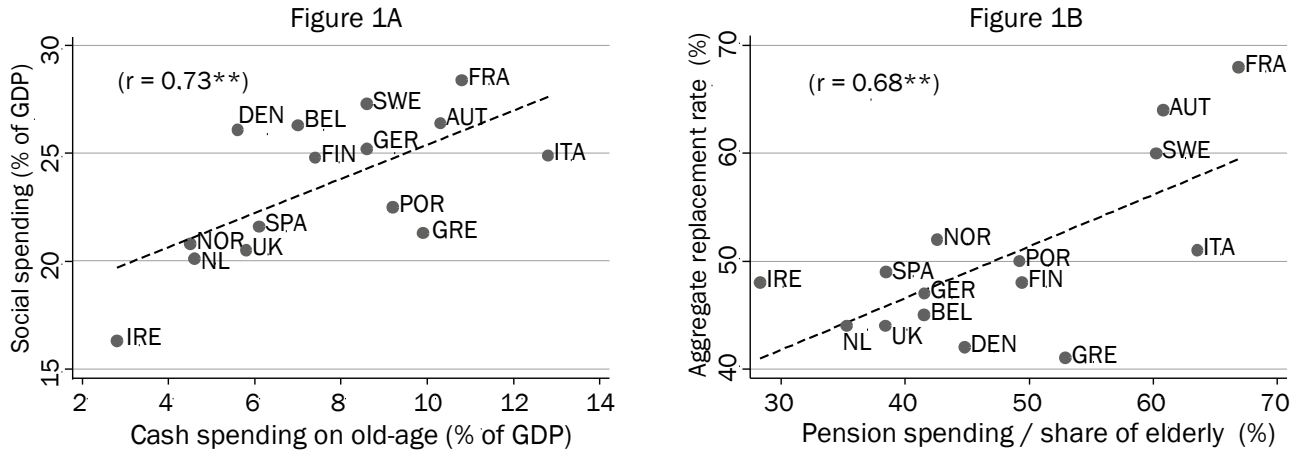 Figure 1A
Social spending (% of GDP)
30
25
20
15
(r = 0.73**)
FRA
SWE
DEN
BEL
AUT
GER
FIN
ITA
POR
SPA
GRE
NOR
UK
NL
IRE
2 4 6 8 10 12 14
Cash spending on old-age (% of GDP)
Figure 1B
Aggregate replacement rate (%)
70
60
50
40
(r = 0.68**)
FRA
AUT
SWE
NOR
ITA
POR
SPA
IRE
FIN
GER
BEL
NL
UK
DEN
GRE
30 40 50 60 70
Pension spending / share of elderly (%)